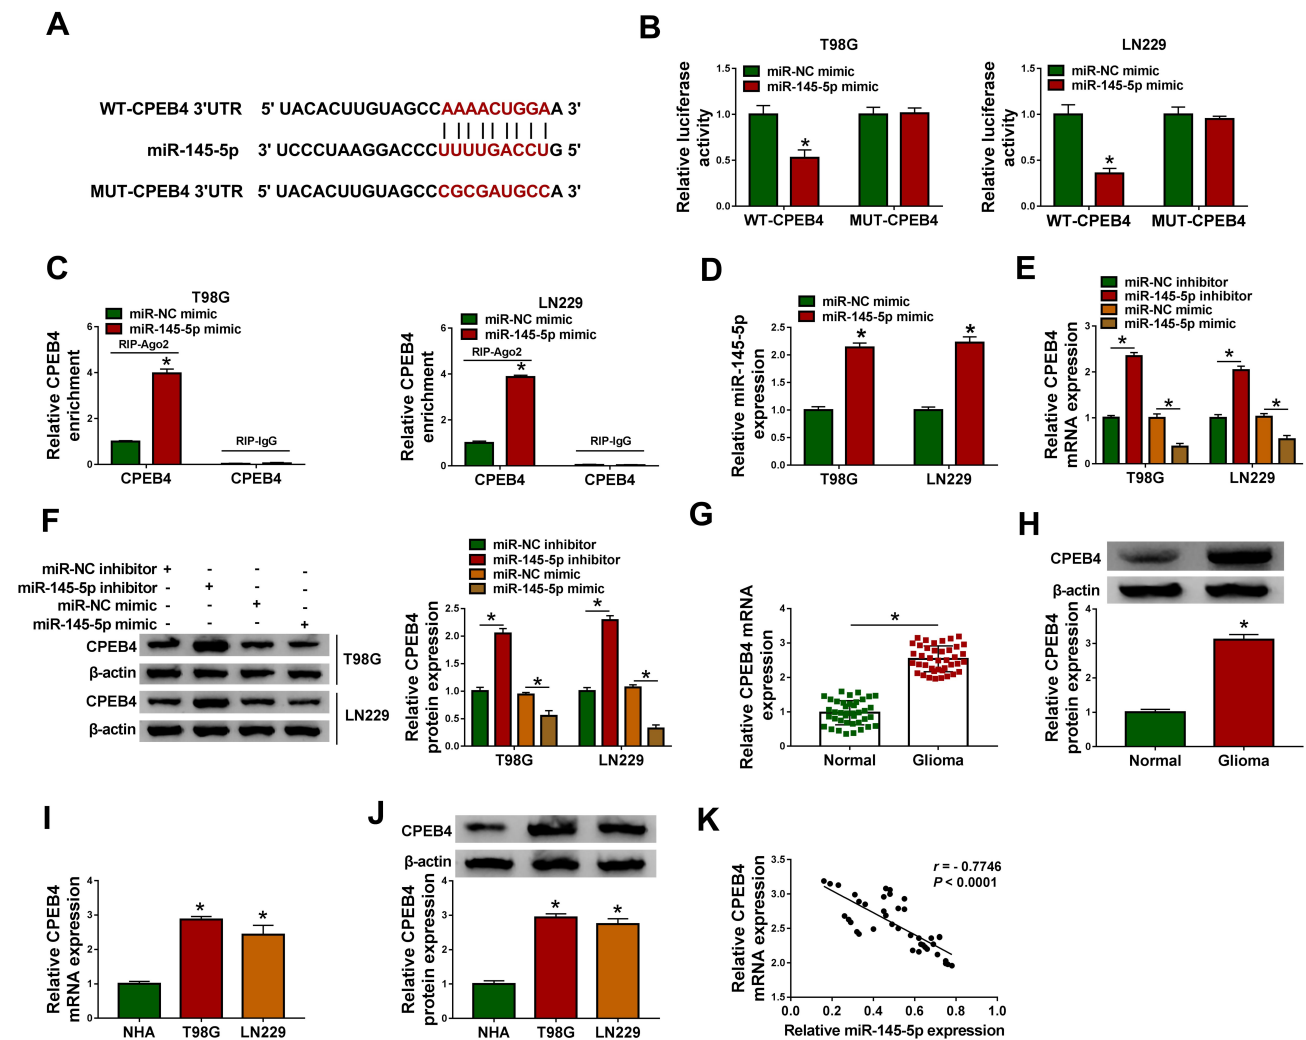 A
WT-CPEB4 3'UTR 5' UACACUUGUAGCCAAAACUGGAA 3'
miR-145-5p 3' UCCCUAAGGACCCUUUUGACCUG 5'
MUT-CPEB4 3'UTR 5' UACACUUGUAGCCCGCGAUGCCA 3'
B
T98G
miR-NC mimic
miR-145-5p mimic
Relative luciferase
activity
1.5
1.0
0.5
0.0
*
WT-CPEB4 MUT-CPEB4
LN229
miR-NC mimic
miR-145-5p mimic
Relative luciferase
activity
1.5
1.0
0.5
0.0
*
WT-CPEB4 MUT-CPEB4
C
T98G
miR-NC mimic
miR-145-5p mimic
Relative CPEB4
enrichment
6
4
2
0
RIP-Ago2
*
RIP-IgG
CPEB4 CPEB4
LN229
miR-NC mimic
miR-145-5p mimic
Relative CPEB4
enrichment
6
4
2
0
RIP-Ago2
*
RIP-IgG
CPEB4 CPEB4
D
miR-NC mimic
miR-145-5p mimic
Relative miR-145-5p
expression
2.5
2.0
1.5
1.0
0.5
0.0
* *
T98G LN229
E
miR-NC inhibitor
miR-145-5p inhibitor
miR-NC mimic
miR-145-5p mimic
Relative CPEB4
mRNA expression
3
2
1
0
* * * *
T98G LN229
F
miR-NC inhibitor + - - -
miR-145-5p inhibitor - + - -
miR-NC mimic - - + -
miR-145-5p mimic - - - +
CPEB4
β-actin
T98G
CPEB4
β-actin
LN229
miR-NC inhibitor
miR-145-5p inhibitor
miR-NC mimic
miR-145-5p mimic
Relative CPEB4
protein expression
2.5
2.0
1.5
1.0
0.5
0.0
* * * *
T98G LN229
G
Relative CPEB4 mRNA
expression
4
3
2
1
0
*
Normal Glioma
H
CPEB4
β-actin
Relative CPEB4
protein expression
4
3
2
1
0
*
Normal Glioma
I
Relative CPEB4
mRNA expression
4
3
2
1
0
* *
NHA T98G LN229
J
CPEB4
β-actin
Relative CPEB4
protein expression
4
3
2
1
0
* *
NHA T98G LN229
K
r = - 0.7746
P < 0.0001
Relative CPEB4
mRNA expression
3.5
3.0
2.5
2.0
1.5
0.0 0.2 0.4 0.6 0.8 1.0
Relative miR-145-5p expression